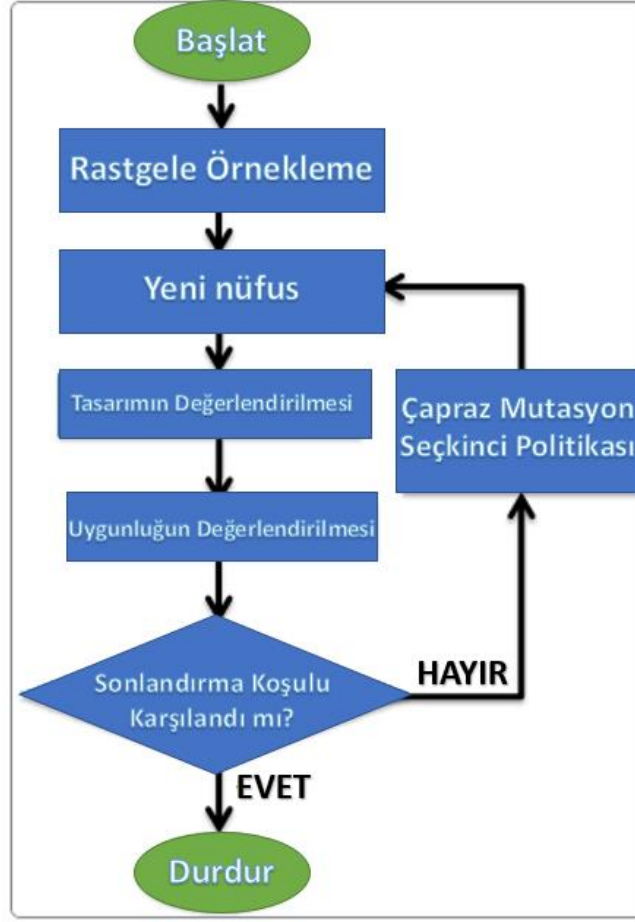 Başlat
Rastgele Örnekleme
Yeni nüfus
Tasarımın Değerlendirilmesi
Çapraz Mutasyon
Seçkinci Politikası
Uygunluğun Değerlendirilmesi
Sonlandırma Koşulu
Karşılandı mı?
HAYIR
EVET
Durdur